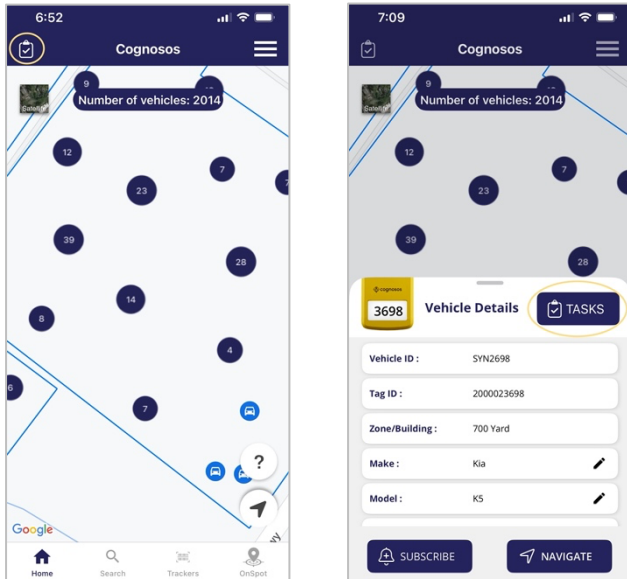 6:52
Cognosos
9
Satellite
Number of vehicles: 2014
12
7
23
7
39
28
14
8
4
6
7
?
Google
wy
Home
Search
Trackers
OnSpot
7:09
Cognosos
9
Number of vehicles: 2014
12
7
23
39
28
cognosos
3698
Vehicle Details
TASKS
Vehicle ID :
SYN2698
Tag ID :
2000023698
Zone/Building :
700 Yard
Make :
Kia
Model :
K5
SUBSCRIBE
NAVIGATE